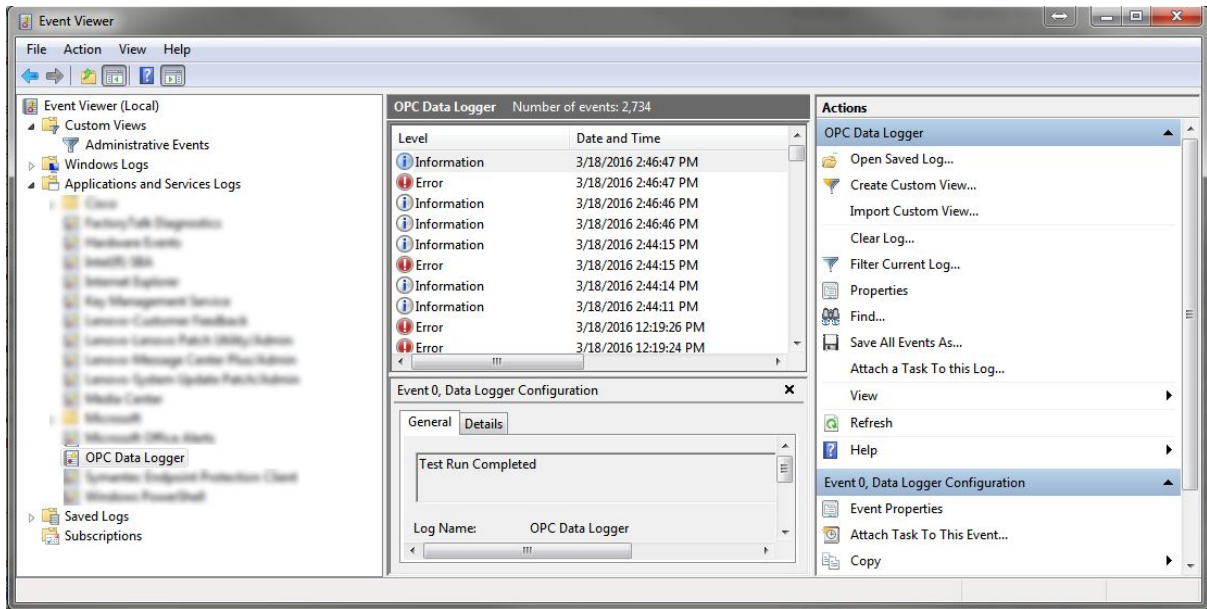 Event Viewer
File Action View Help
Event Viewer (Local)
Custom Views
Administrative Events
Windows Logs
Applications and Services Logs
OPC Data Logger
Saved Logs
Subscriptions
OPC Data Logger Number of events: 2,734
Level Date and Time
Information 3/18/2016 2:46:47 PM
Error 3/18/2016 2:46:47 PM
Information 3/18/2016 2:46:46 PM
Information 3/18/2016 2:46:46 PM
Information 3/18/2016 2:44:15 PM
Error 3/18/2016 2:44:15 PM
Information 3/18/2016 2:44:14 PM
Information 3/18/2016 2:44:11 PM
Error 3/18/2016 12:19:26 PM
Error 3/18/2016 12:19:24 PM
Event 0, Data Logger Configuration
General Details
Test Run Completed
Log Name: OPC Data Logger
Actions
OPC Data Logger
Open Saved Log...
Create Custom View...
Import Custom View...
Clear Log...
Filter Current Log...
Properties
Find...
Save All Events As...
Attach a Task To this Log...
View
Refresh
Help
Event 0, Data Logger Configuration
Event Properties
Attach Task To This Event...
Copy